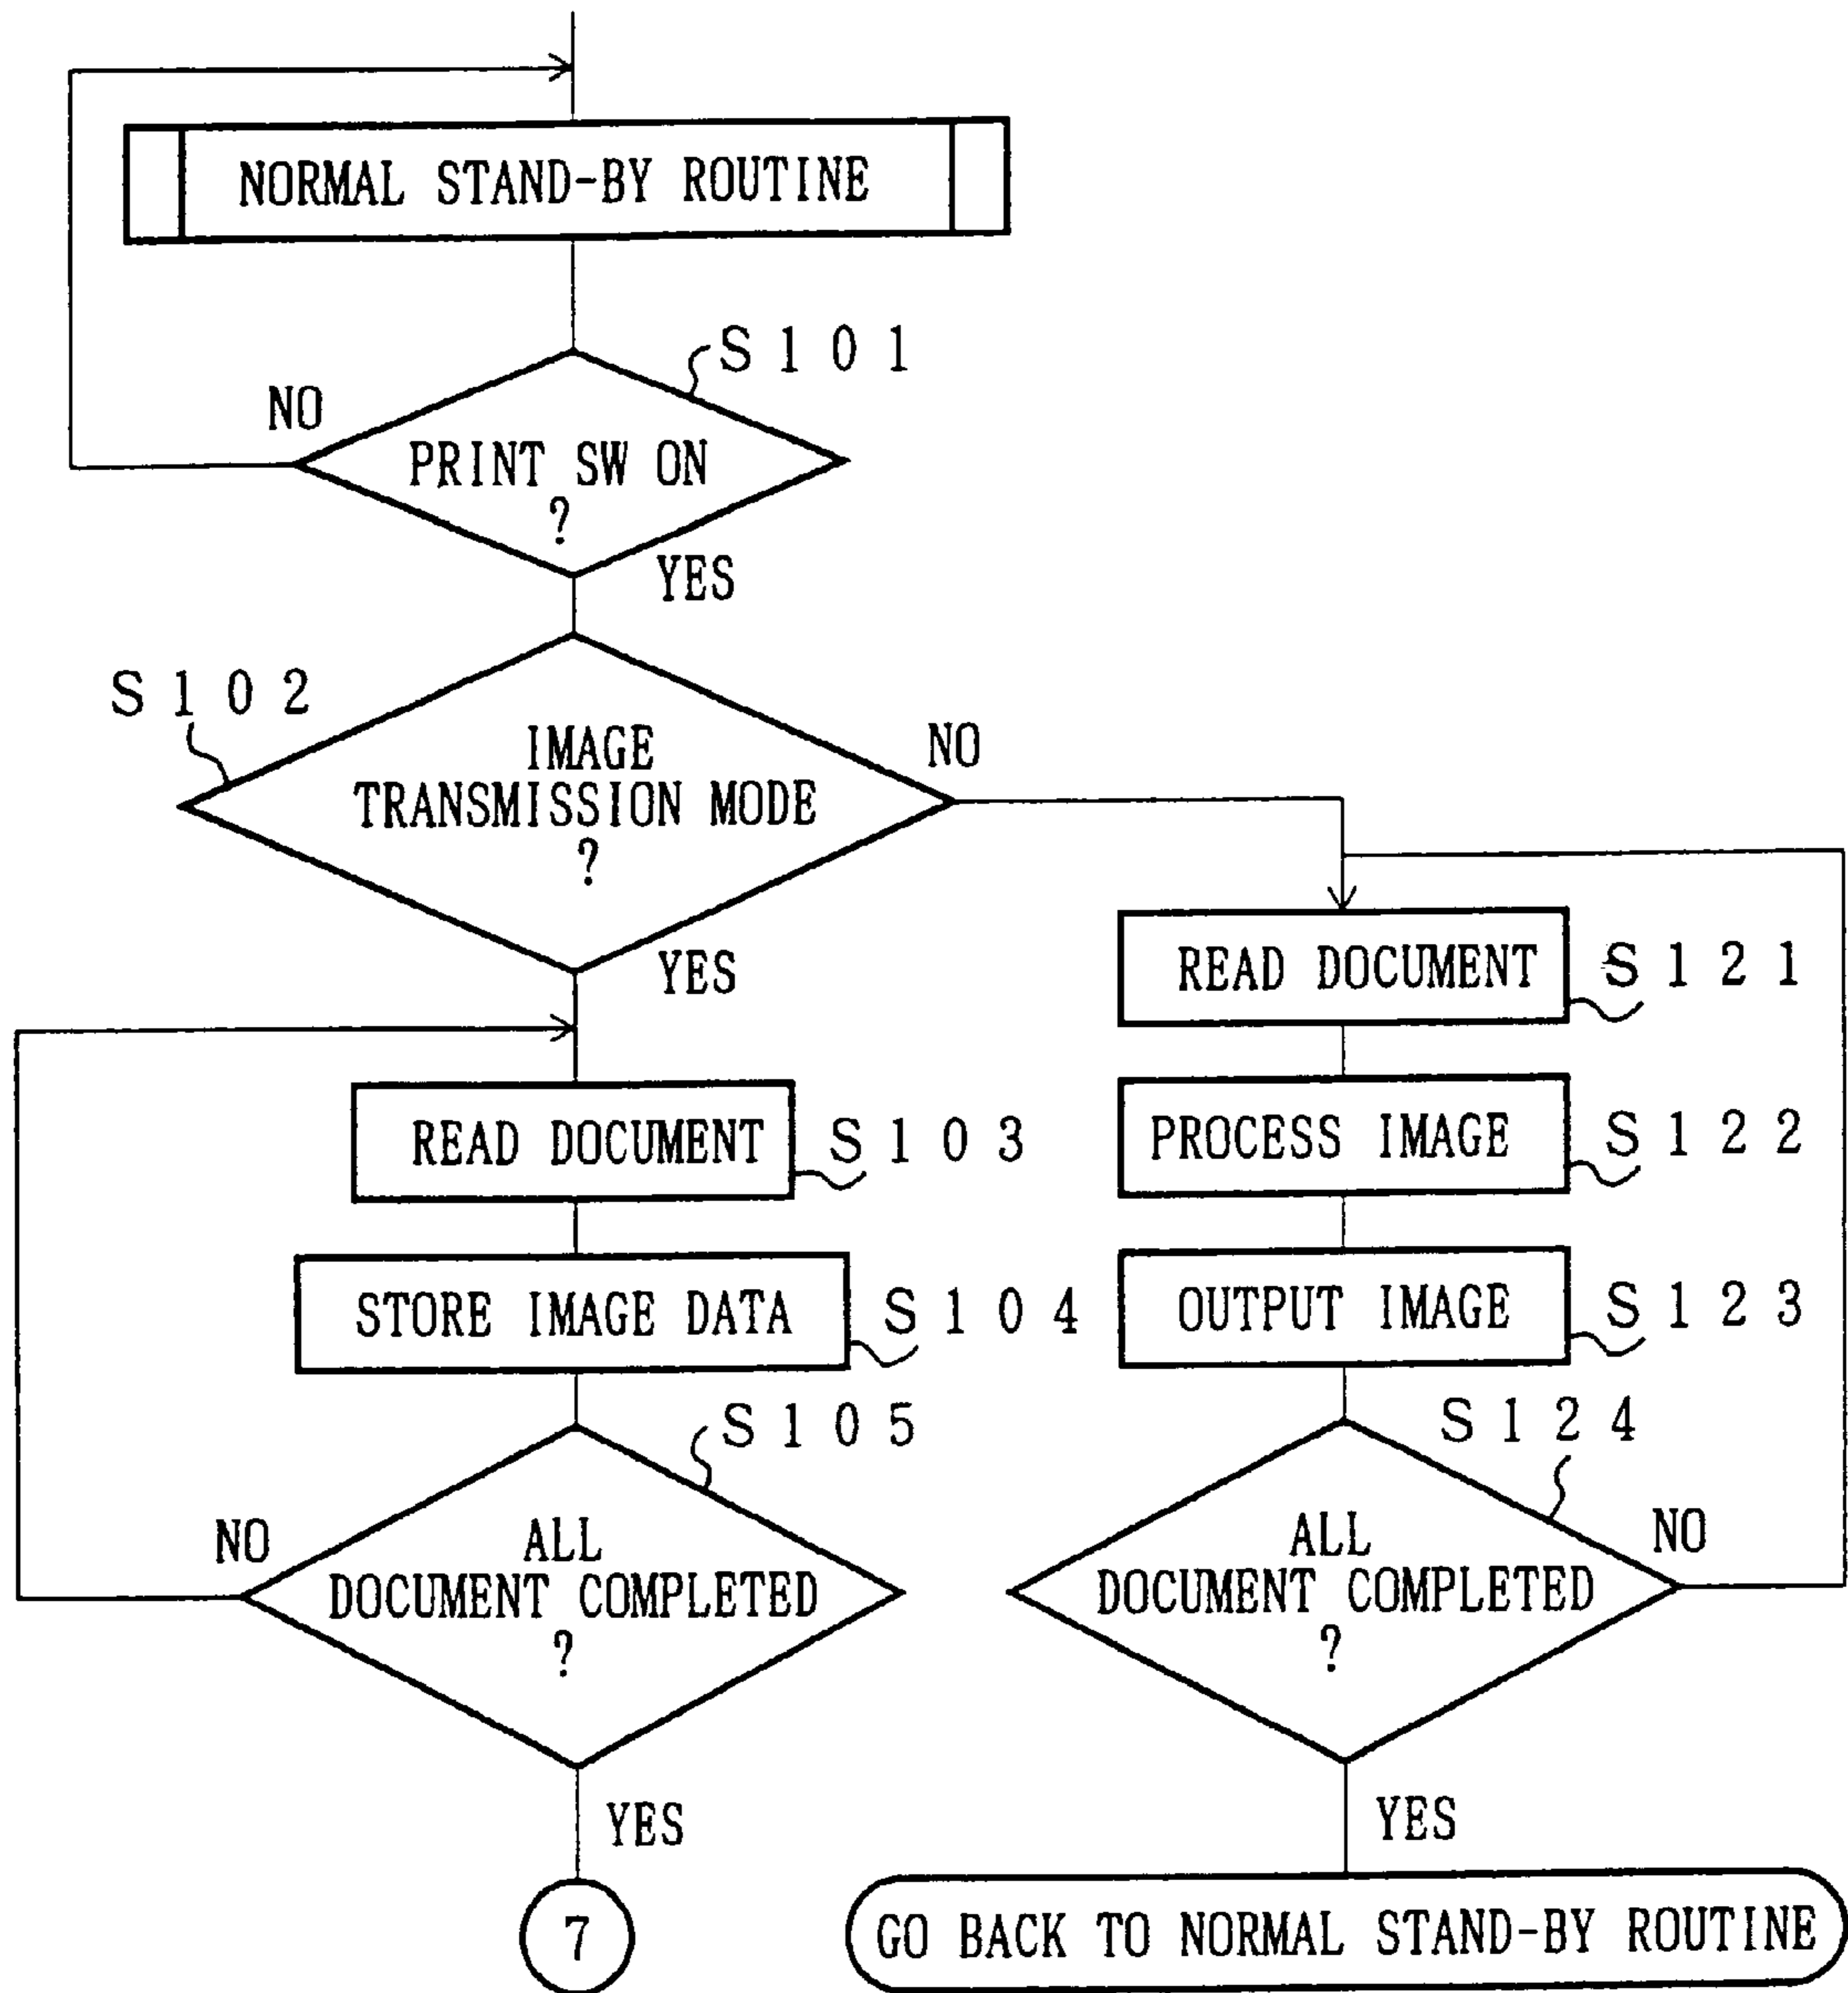 NORMAL STAND-BY ROUTINE
S101
NO
PRINT SW ON
?
YES
S102
IMAGE
TRANSMISSION MODE
?
NO
YES
READ DOCUMENT
S103
STORE IMAGE DATA
S104
S105
NO
ALL
DOCUMENT COMPLETED
?
YES
7
READ DOCUMENT
S121
PROCESS IMAGE
S122
OUTPUT IMAGE
S123
S124
ALL
DOCUMENT COMPLETED
?
NO
YES
GO BACK TO NORMAL STAND-BY ROUTINE